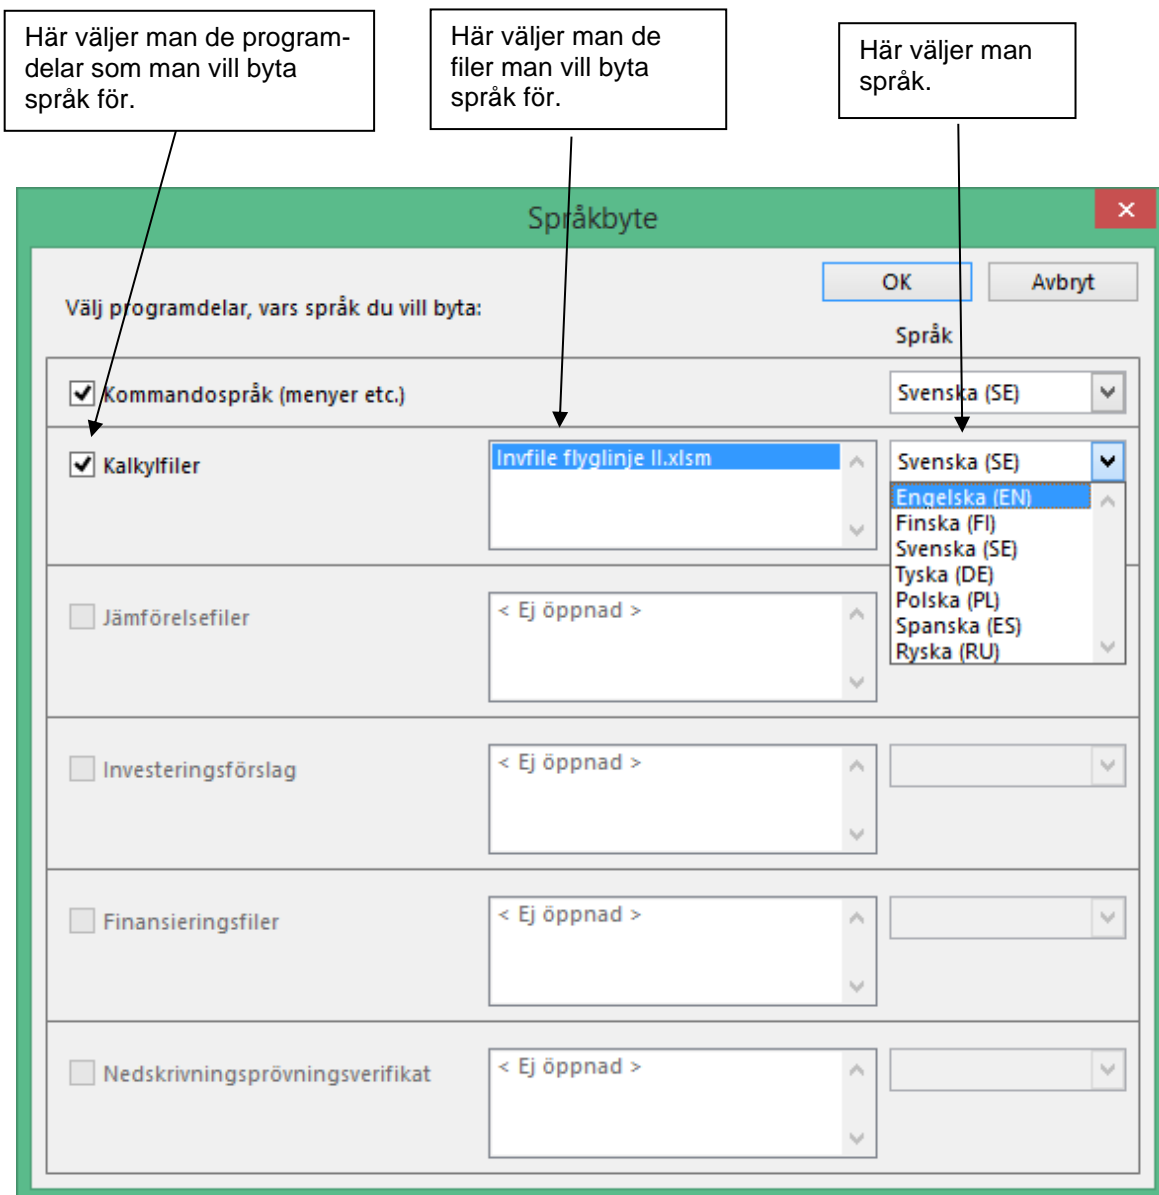 Här väljer man de program-
delar som man vill byta
språk för.
Här väljer man de
filer man vill byta
språk för.
Här väljer man
språk.
Språkbyte
OK
Avbryt
Välj programdelar, vars språk du vill byta:
Språk
Kommandospråk (menyer etc.)
Svenska (SE)
Kalkylfiler
Invfile flyglinje II.xlsm
Svenska (SE)
Engelska (EN)
Finska (FI)
Svenska (SE)
Tyska (DE)
Polska (PL)
Spanska (ES)
Ryska (RU)
Jämförelsefiler
< Ej öppnad >
Investeringsförslag
< Ej öppnad >
Finansieringsfiler
< Ej öppnad >
Nedskrivningsprövningsverifikat
< Ej öppnad >